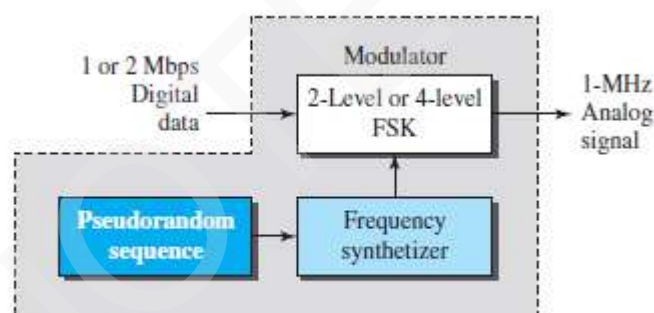 1 or 2 Mbps
Digital
data
Modulator
2-Level or 4-level
FSK
1-MHz
Analog
signal
Pseudorandom
sequence
Frequency
synthetizer